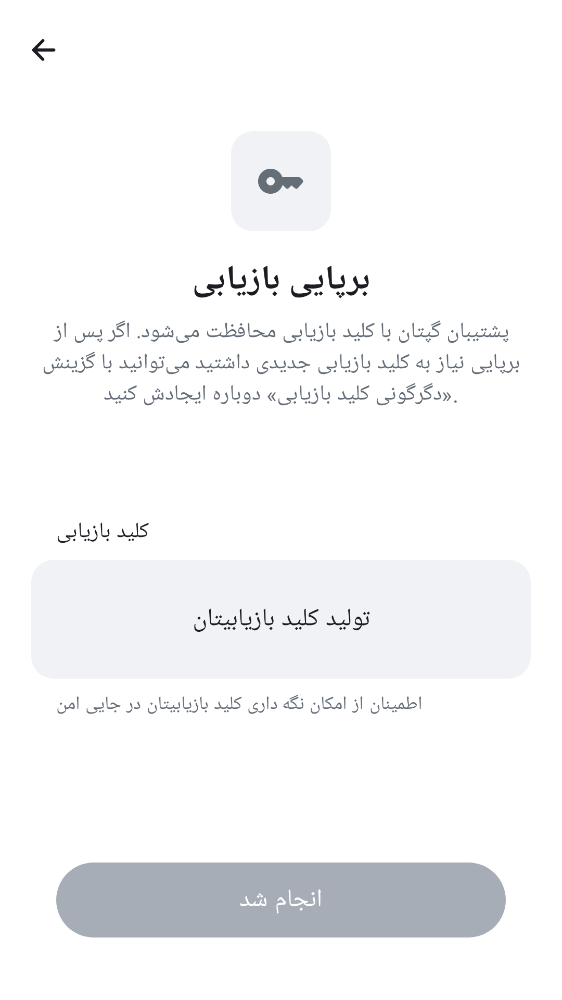 برپایی بازیابی
پشتیبان گپتان با کلید بازیابی محافظت می‌شود. اگر پس از
برپایی نیاز به کلید بازیابی جدیدی داشتید می‌توانید با گزینش
«دگرگونی کلید بازیابی» دوباره ایجادش کنید.
کلید بازیابی
تولید کلید بازیابیتان
اطمینان از امکان نگه داری کلید بازیابیتان در جایی امن
انجام شد